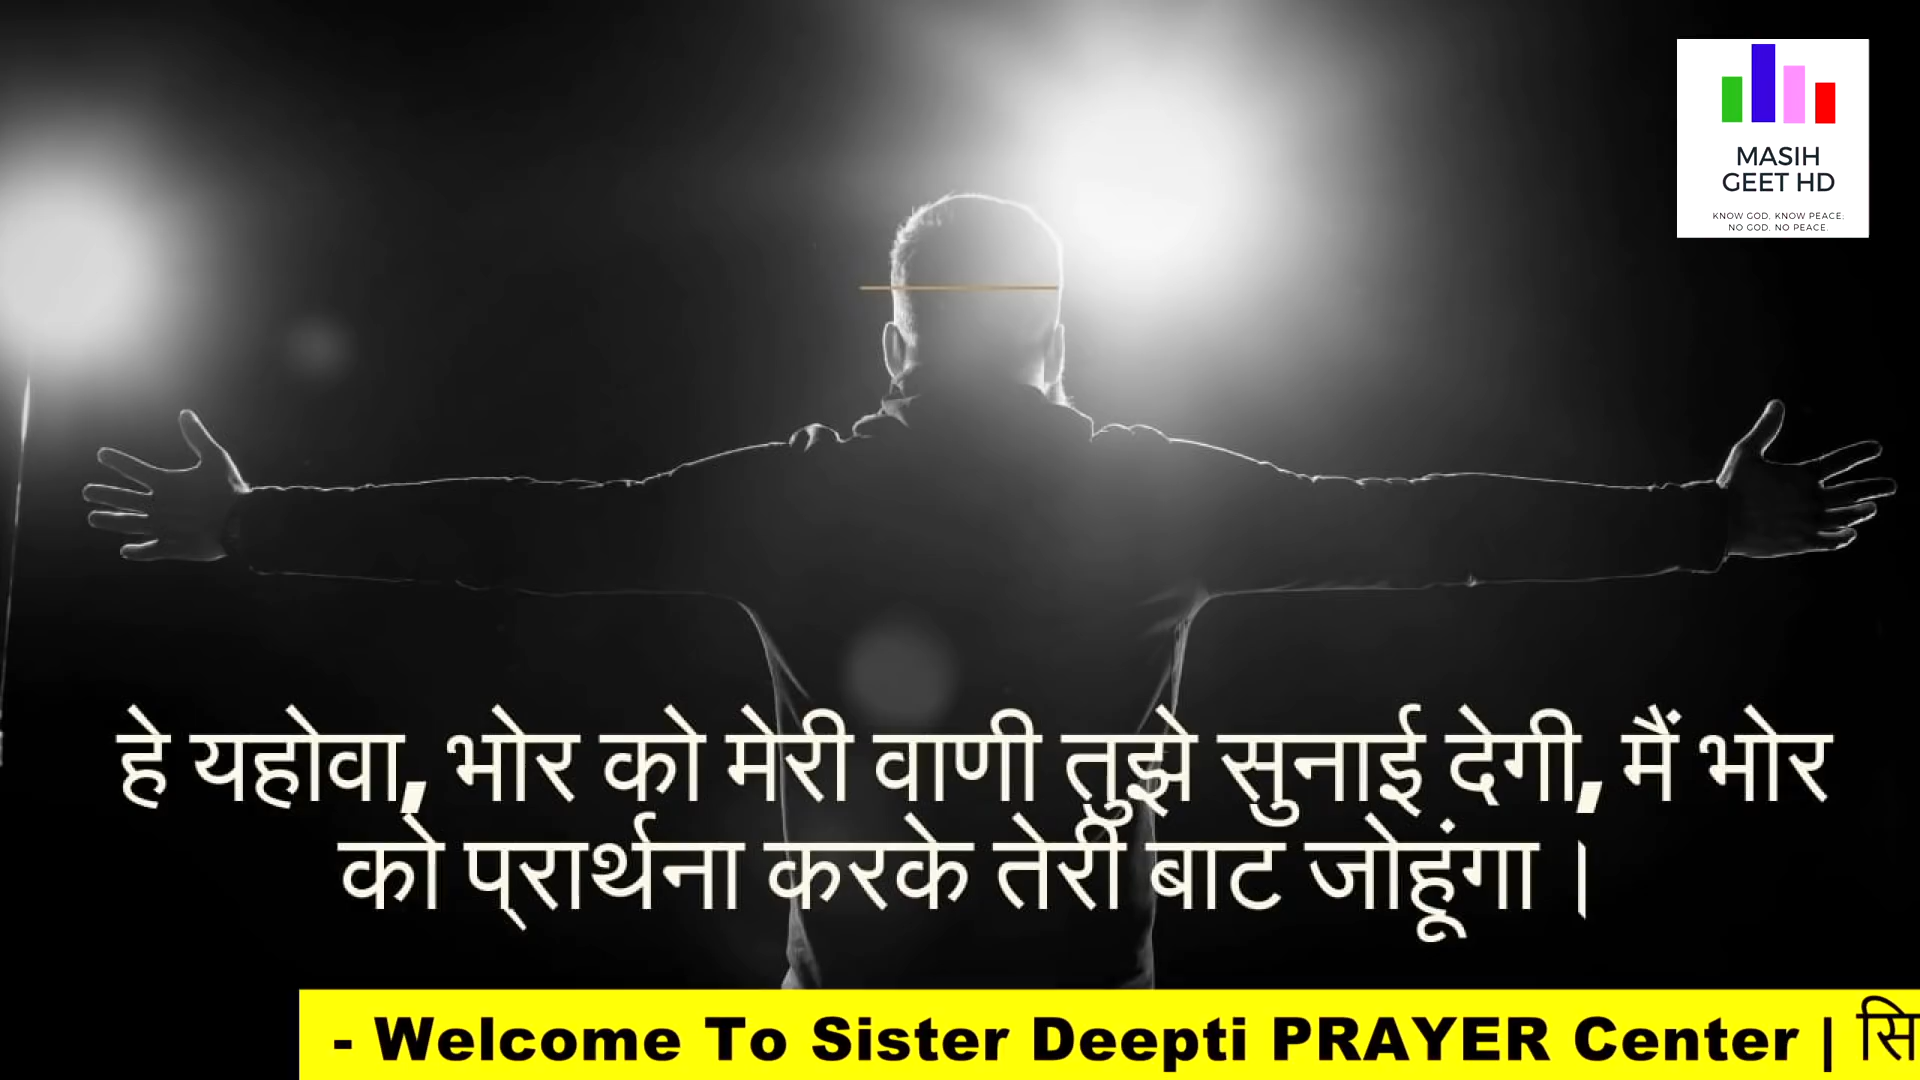 MASIH
GEET HD
KNOW GOD. KNOW PEACE;
NO GOD. NO PEACE.
हे यहोवा, भोर को मेरी वाणी तुझे सुनाई देगी, मैं भोर
को प्रार्थना करके तेरी बाट जोहूंगा।
- Welcome To Sister Deepti PRAYER Center |